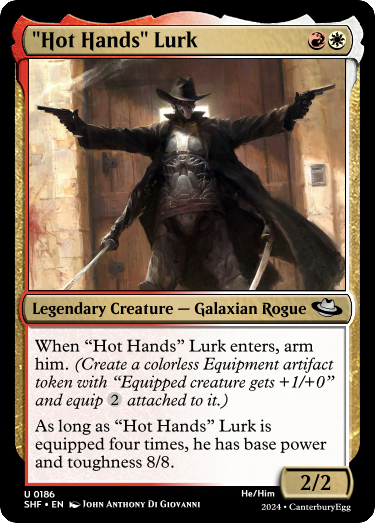 "Hot Hands" Lurk
Legendary Creature — Galaxian Rogue
When “Hot Hands” Lurk enters, arm
him. (Create a colorless Equipment artifact
token with “Equipped creature gets +1/+0”
and equip 2 attached to it.)
As long as “Hot Hands” Lurk is
equipped four times, he has base power
and toughness 8/8.
2/2
U 0186
He/Him
SHF • EN John Anthony Di Giovanni
2024 • CanterburyEgg